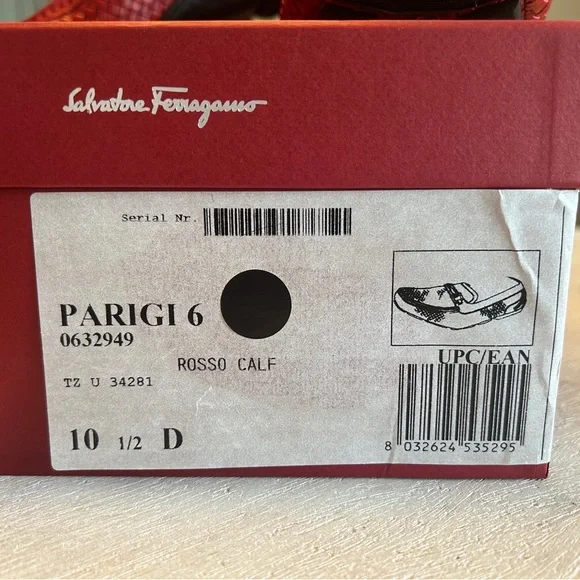 Salvatore Ferragamo
Serial Nr.
PARIGI 6
0632949
ROSSO CALF
TZ U 34281
10 1/2 D
UPC/EAN
8 032624 535295